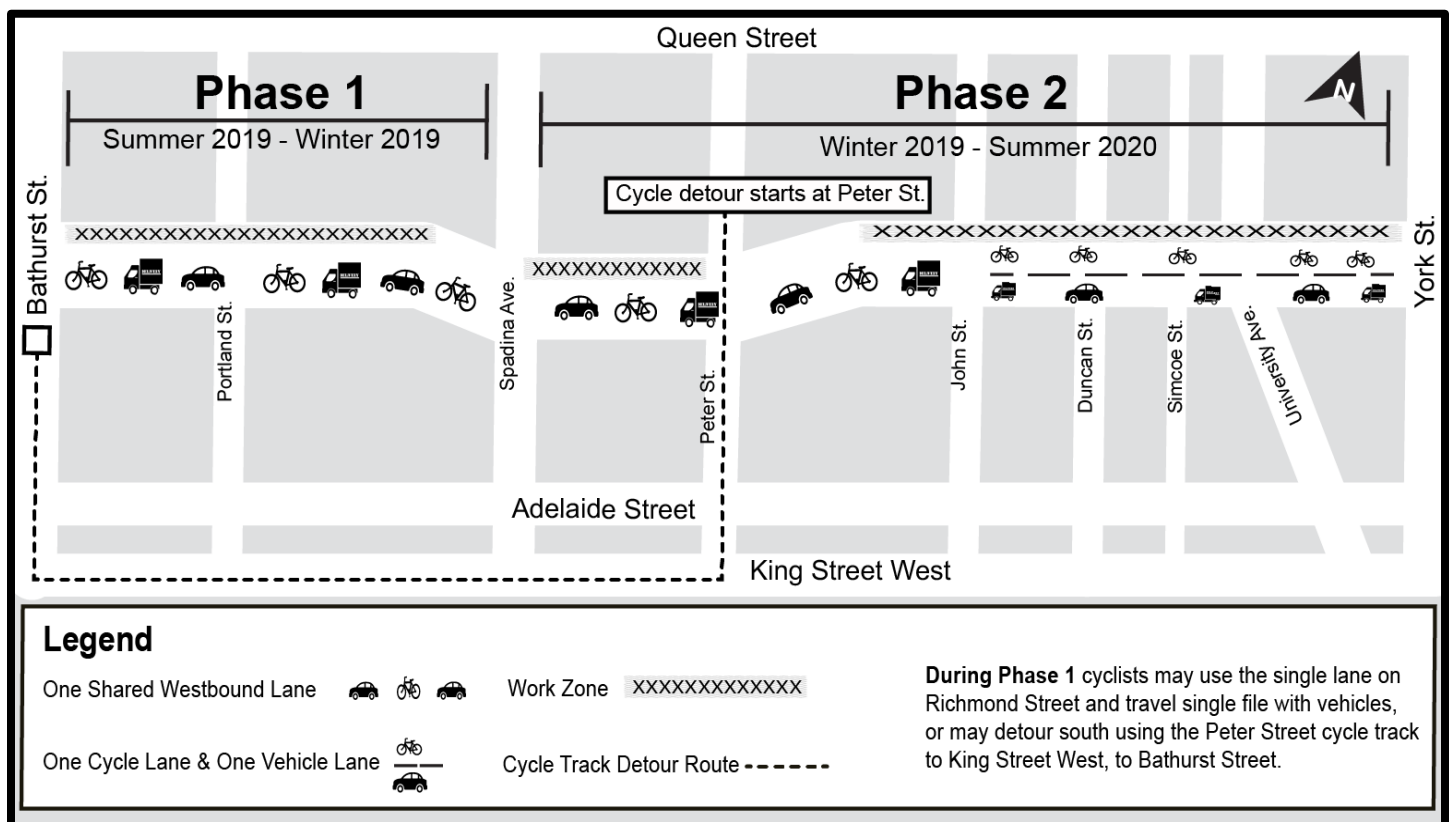 Queen Street
Phase 1
Summer 2019 - Winter 2019
Phase 2
Winter 2019 - Summer 2020
N
Cycle detour starts at Peter St.
Bathurst St.
XXXXXXXXXXXXXXXXXXXXXXXX
XXXXXXXXXXXXX
XXXXXXXXXXXXXXXXXXXXXXX
York St.
Portland St.
Spadina Ave.
Peter St.
John St.
Duncan St.
Simcoe St.
University Ave.
Adelaide Street
King Street West
Legend
One Shared Westbound Lane
Work Zone
XXXXXXXXXXXXX
One Cycle Lane & One Vehicle Lane
Cycle Track Detour Route
During Phase 1 cyclists may use the single lane on
Richmond Street and travel single file with vehicles,
or may detour south using the Peter Street cycle track
to King Street West, to Bathurst Street.